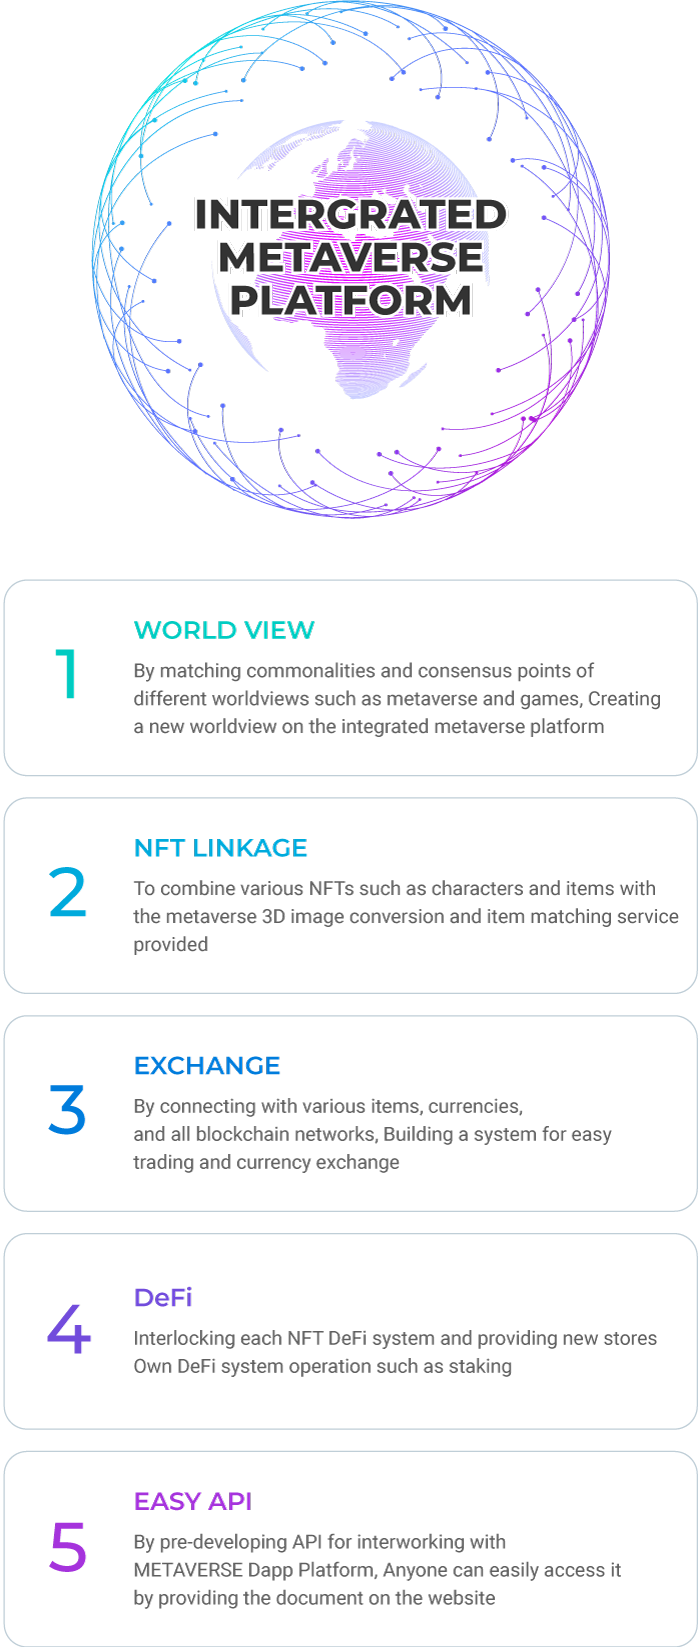 INTERGRATED
METAVERSE
PLATFORM
1
WORLD VIEW
By matching commonalities and consensus points of
different worldviews such as metaverse and games, Creating
a new worldview on the integrated metaverse platform
2
NFT LINKAGE
To combine various NFTs such as characters and items with
the metaverse 3D image conversion and item matching service
provided
3
EXCHANGE
By connecting with various items, currencies,
and all blockchain networks, Building a system for easy
trading and currency exchange
4
DeFi
Interlocking each NFT DeFi system and providing new stores
Own DeFi system operation such as staking
5
EASY API
By pre-developing API for interworking with
METAVERSE Dapp Platform, Anyone can easily access it
by providing the document on the website